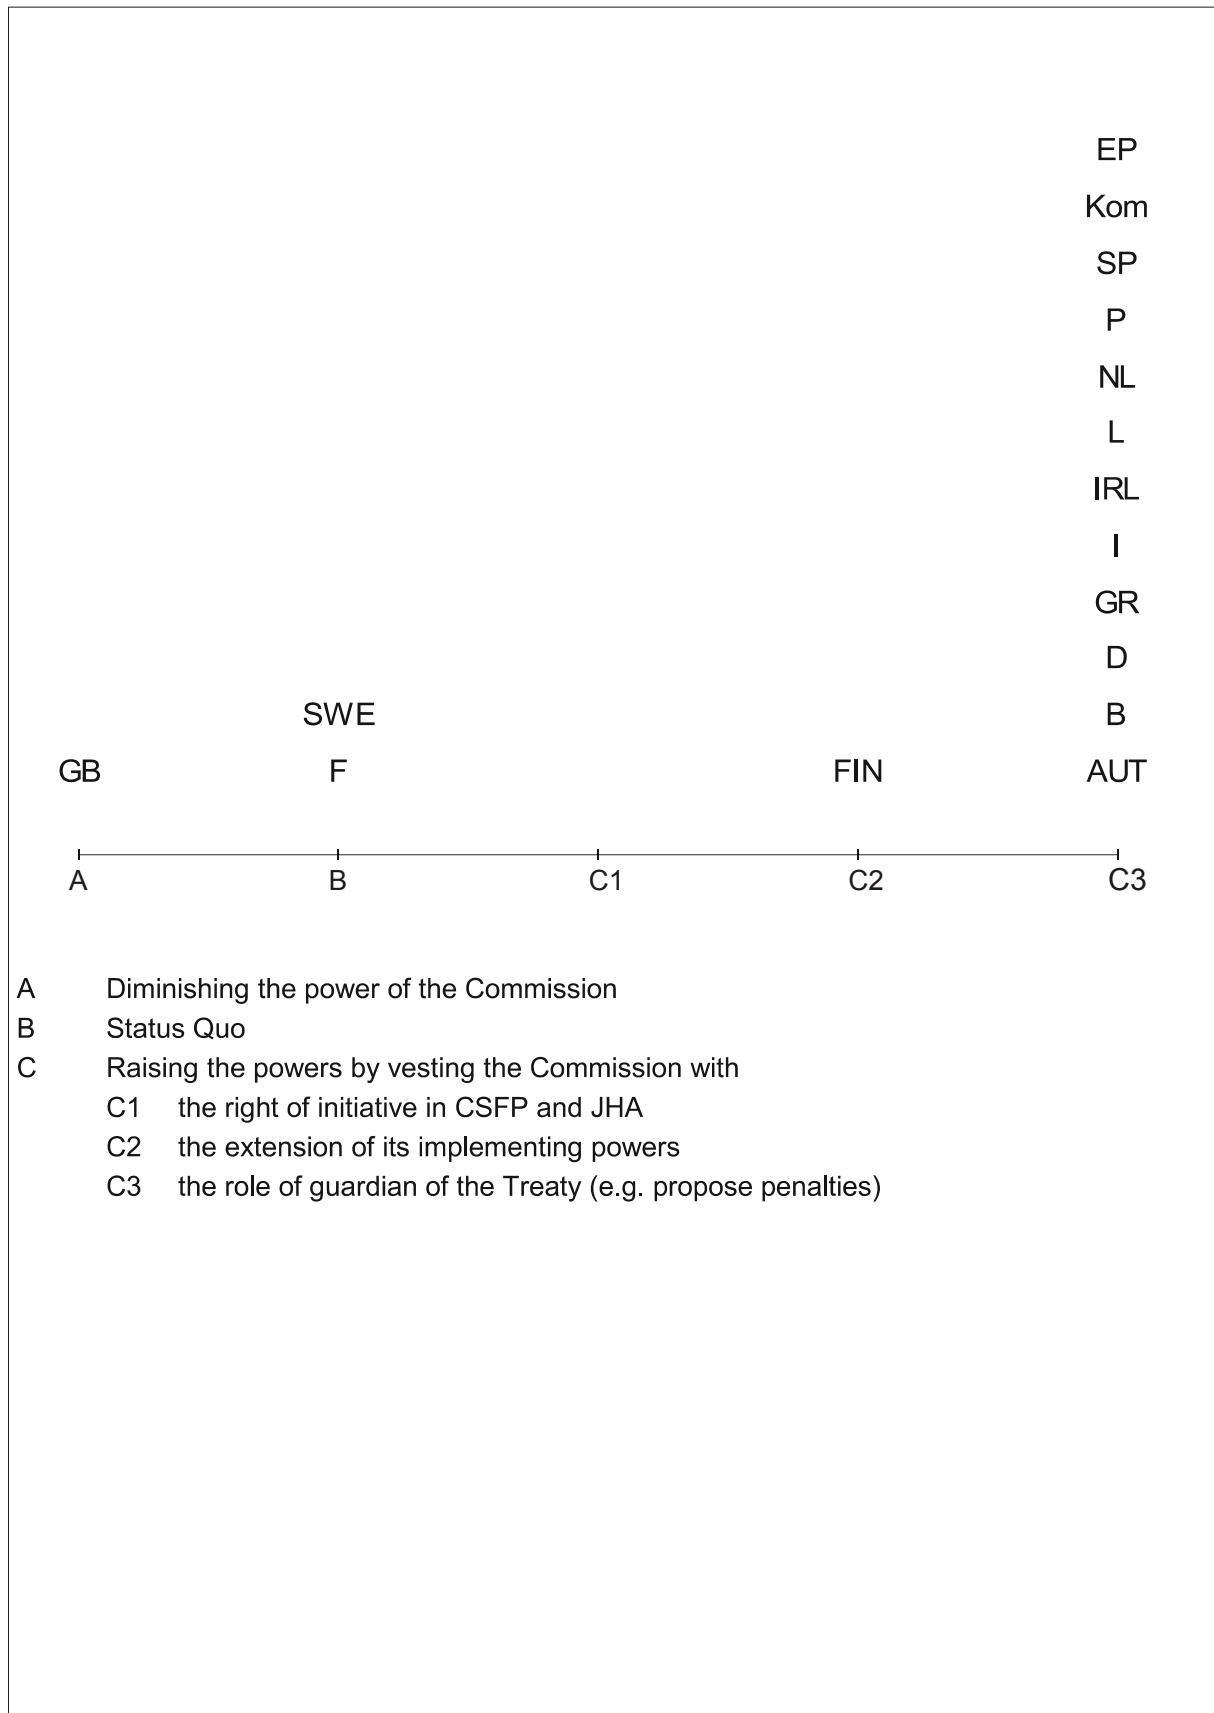 EP
Kom
SP
P
NL
L
IRL
I
GR
D
SWE B
GB F FIN AUT
A B C1 C2 C3
A Diminishing the power of the Commission
B Status Quo
C Raising the powers by vesting the Commission with
C1 the right of initiative in CSFP and JHA
C2 the extension of its implementing powers
C3 the role of guardian of the Treaty (e.g. propose penalties)